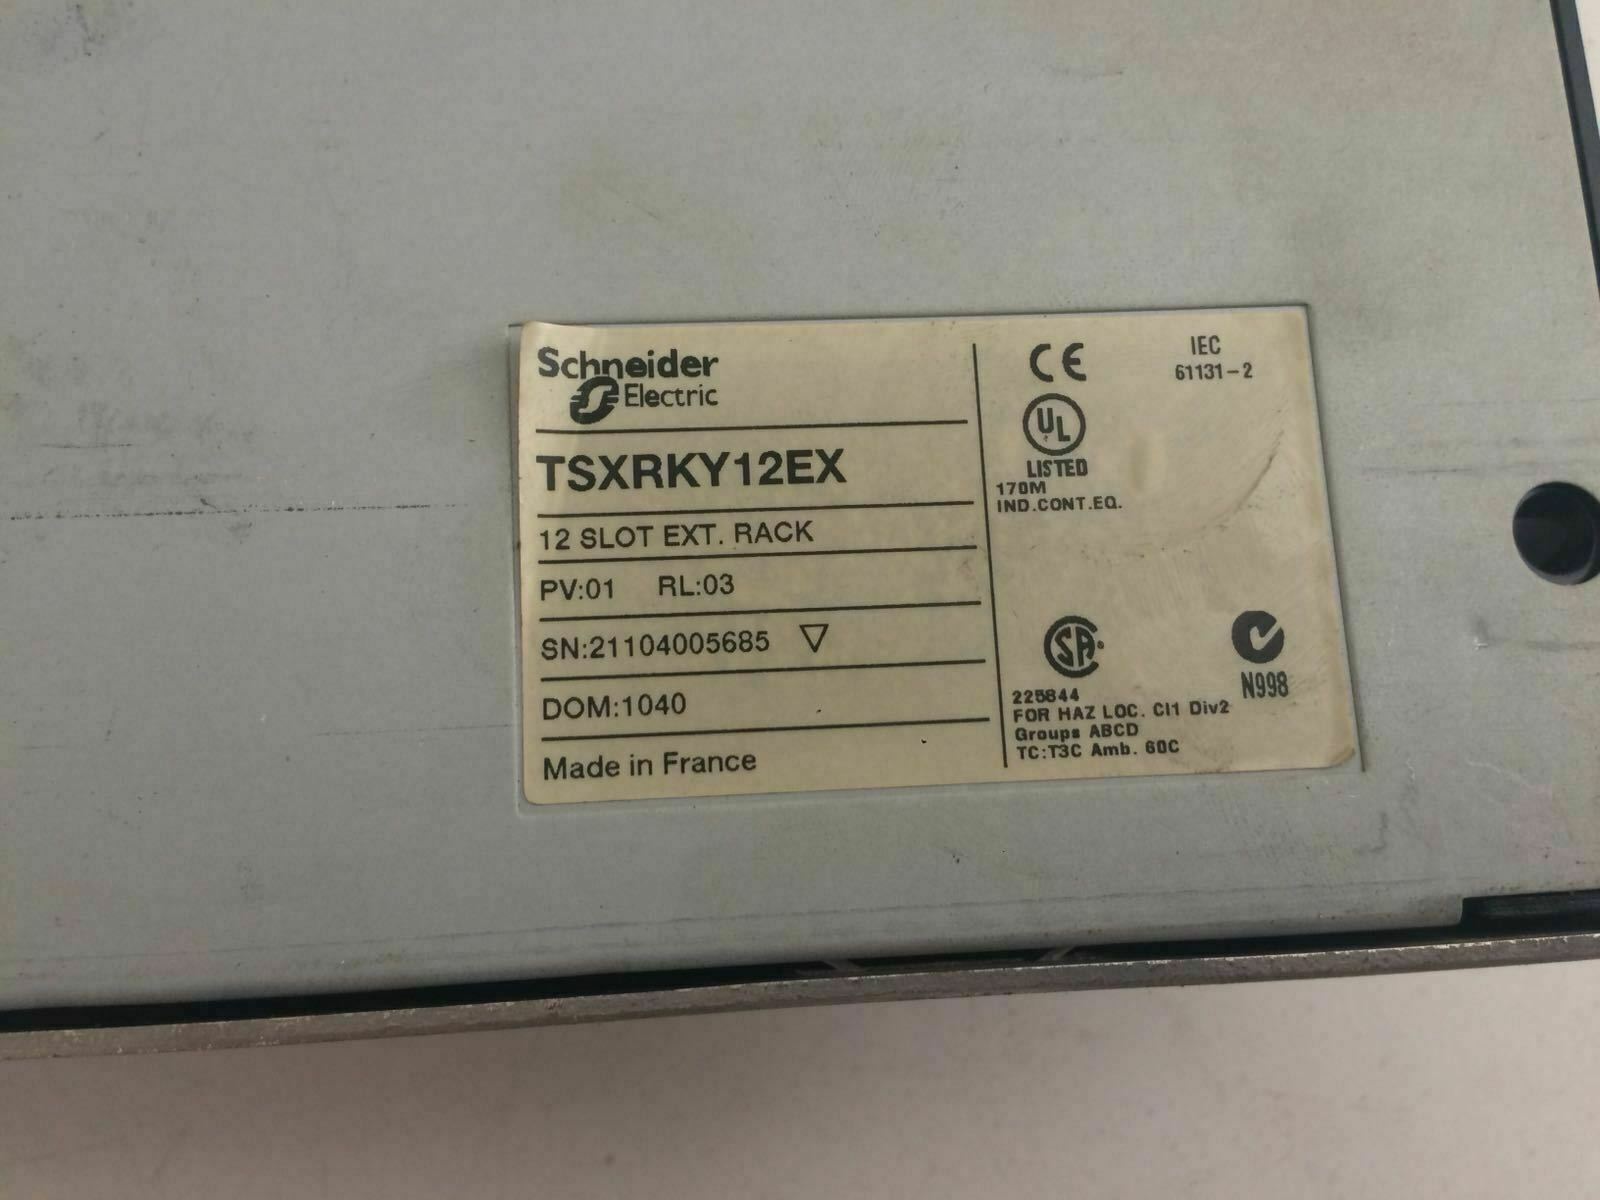 Schneider
Electric
TSXRKY12EX
12 SLOT EXT. RACK
PV:01 RL:03
SN:21104005685
DOM:1040
Made in France
CE
IEC
61131-2
UL
LISTED
170M
IND.CONT.EQ.
SA
N998
225844
FOR HAZ LOC. Cl1 Div2
Groups ABCD
TC:T3C Amb. 60C